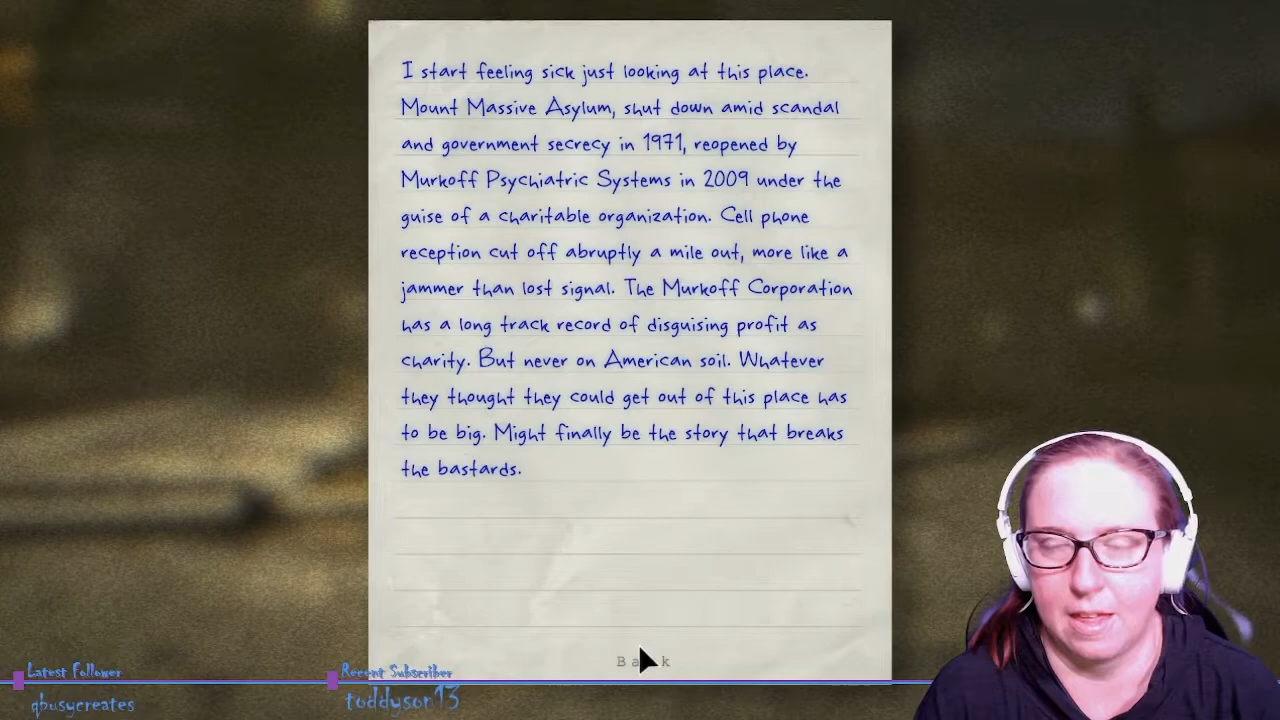 I start feeling sick just looking at this place.
Mount Massive Asylum, shut down amid scandal
and government secrecy in 1971, reopened by
Murkoff Psychiatric Systems in 2009 under the
guise of a charitable organization. Cell phone
reception cut off abruptly a mile out, more like a
jammer than lost signal. The Murkoff Corporation
has a long track record of disguising profit as
charity. But never on American soil. Whatever
they thought they could get out of this place has
to be big. Might finally be the story that breaks
the bastards.
Back
Latest Follower
qbusycreates
Recent Subscriber
toddyson13